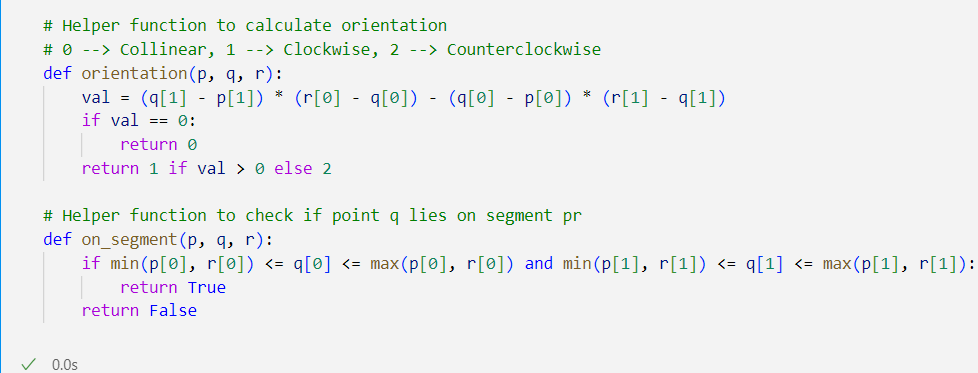 # Helper function to calculate orientation
# 0 --> Collinear, 1 --> Clockwise, 2 --> Counterclockwise
def orientation(p, q, r):
    val = (q[1] - p[1]) * (r[0] - q[0]) - (q[0] - p[0]) * (r[1] - q[1])
    if val == 0:
        return 0
    return 1 if val > 0 else 2
# Helper function to check if point q lies on segment pr
def on_segment(p, q, r):
    if min(p[0], r[0]) <= q[0] <= max(p[0], r[0]) and min(p[1], r[1]) <= q[1] <= max(p[1], r[1]):
        return True
    return False
✓ 0.0s